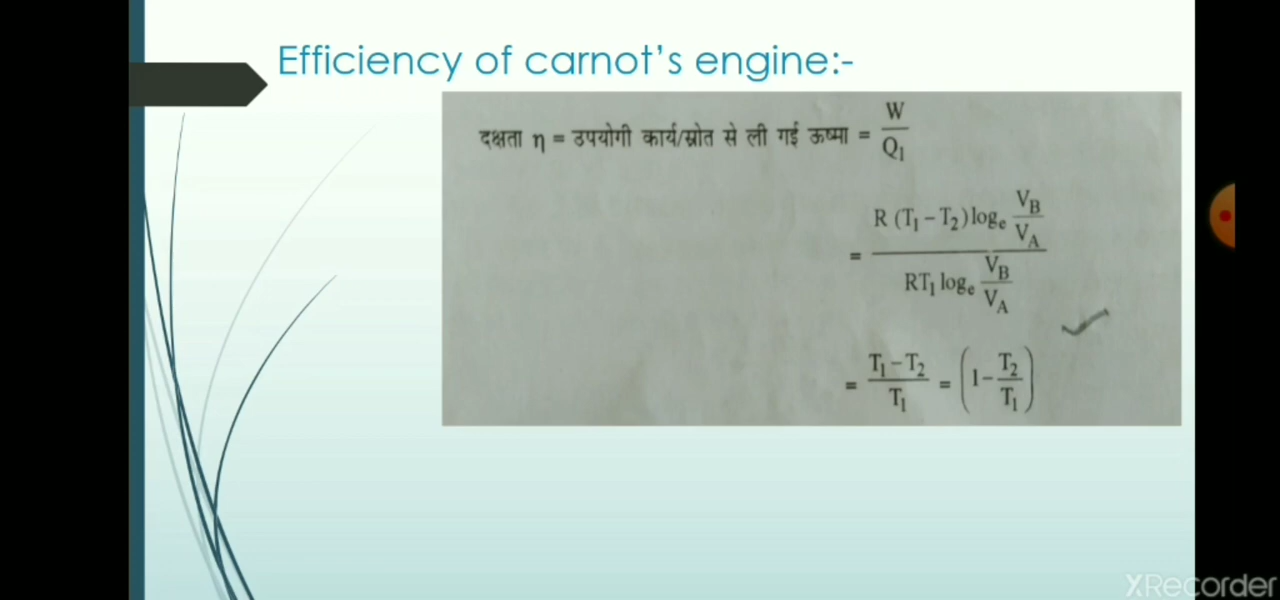 Efficiency of carnot's engine:-
दक्षता η = उपयोगी कार्य/स्रोत से ली गई ऊष्मा = W/Q₁
= R (T₁ – T₂) logₑ V_B/V_A / RT₁ logₑ V_B/V_A
= T₁ – T₂/T₁ = (1 – T₂/T₁)
XRecorder